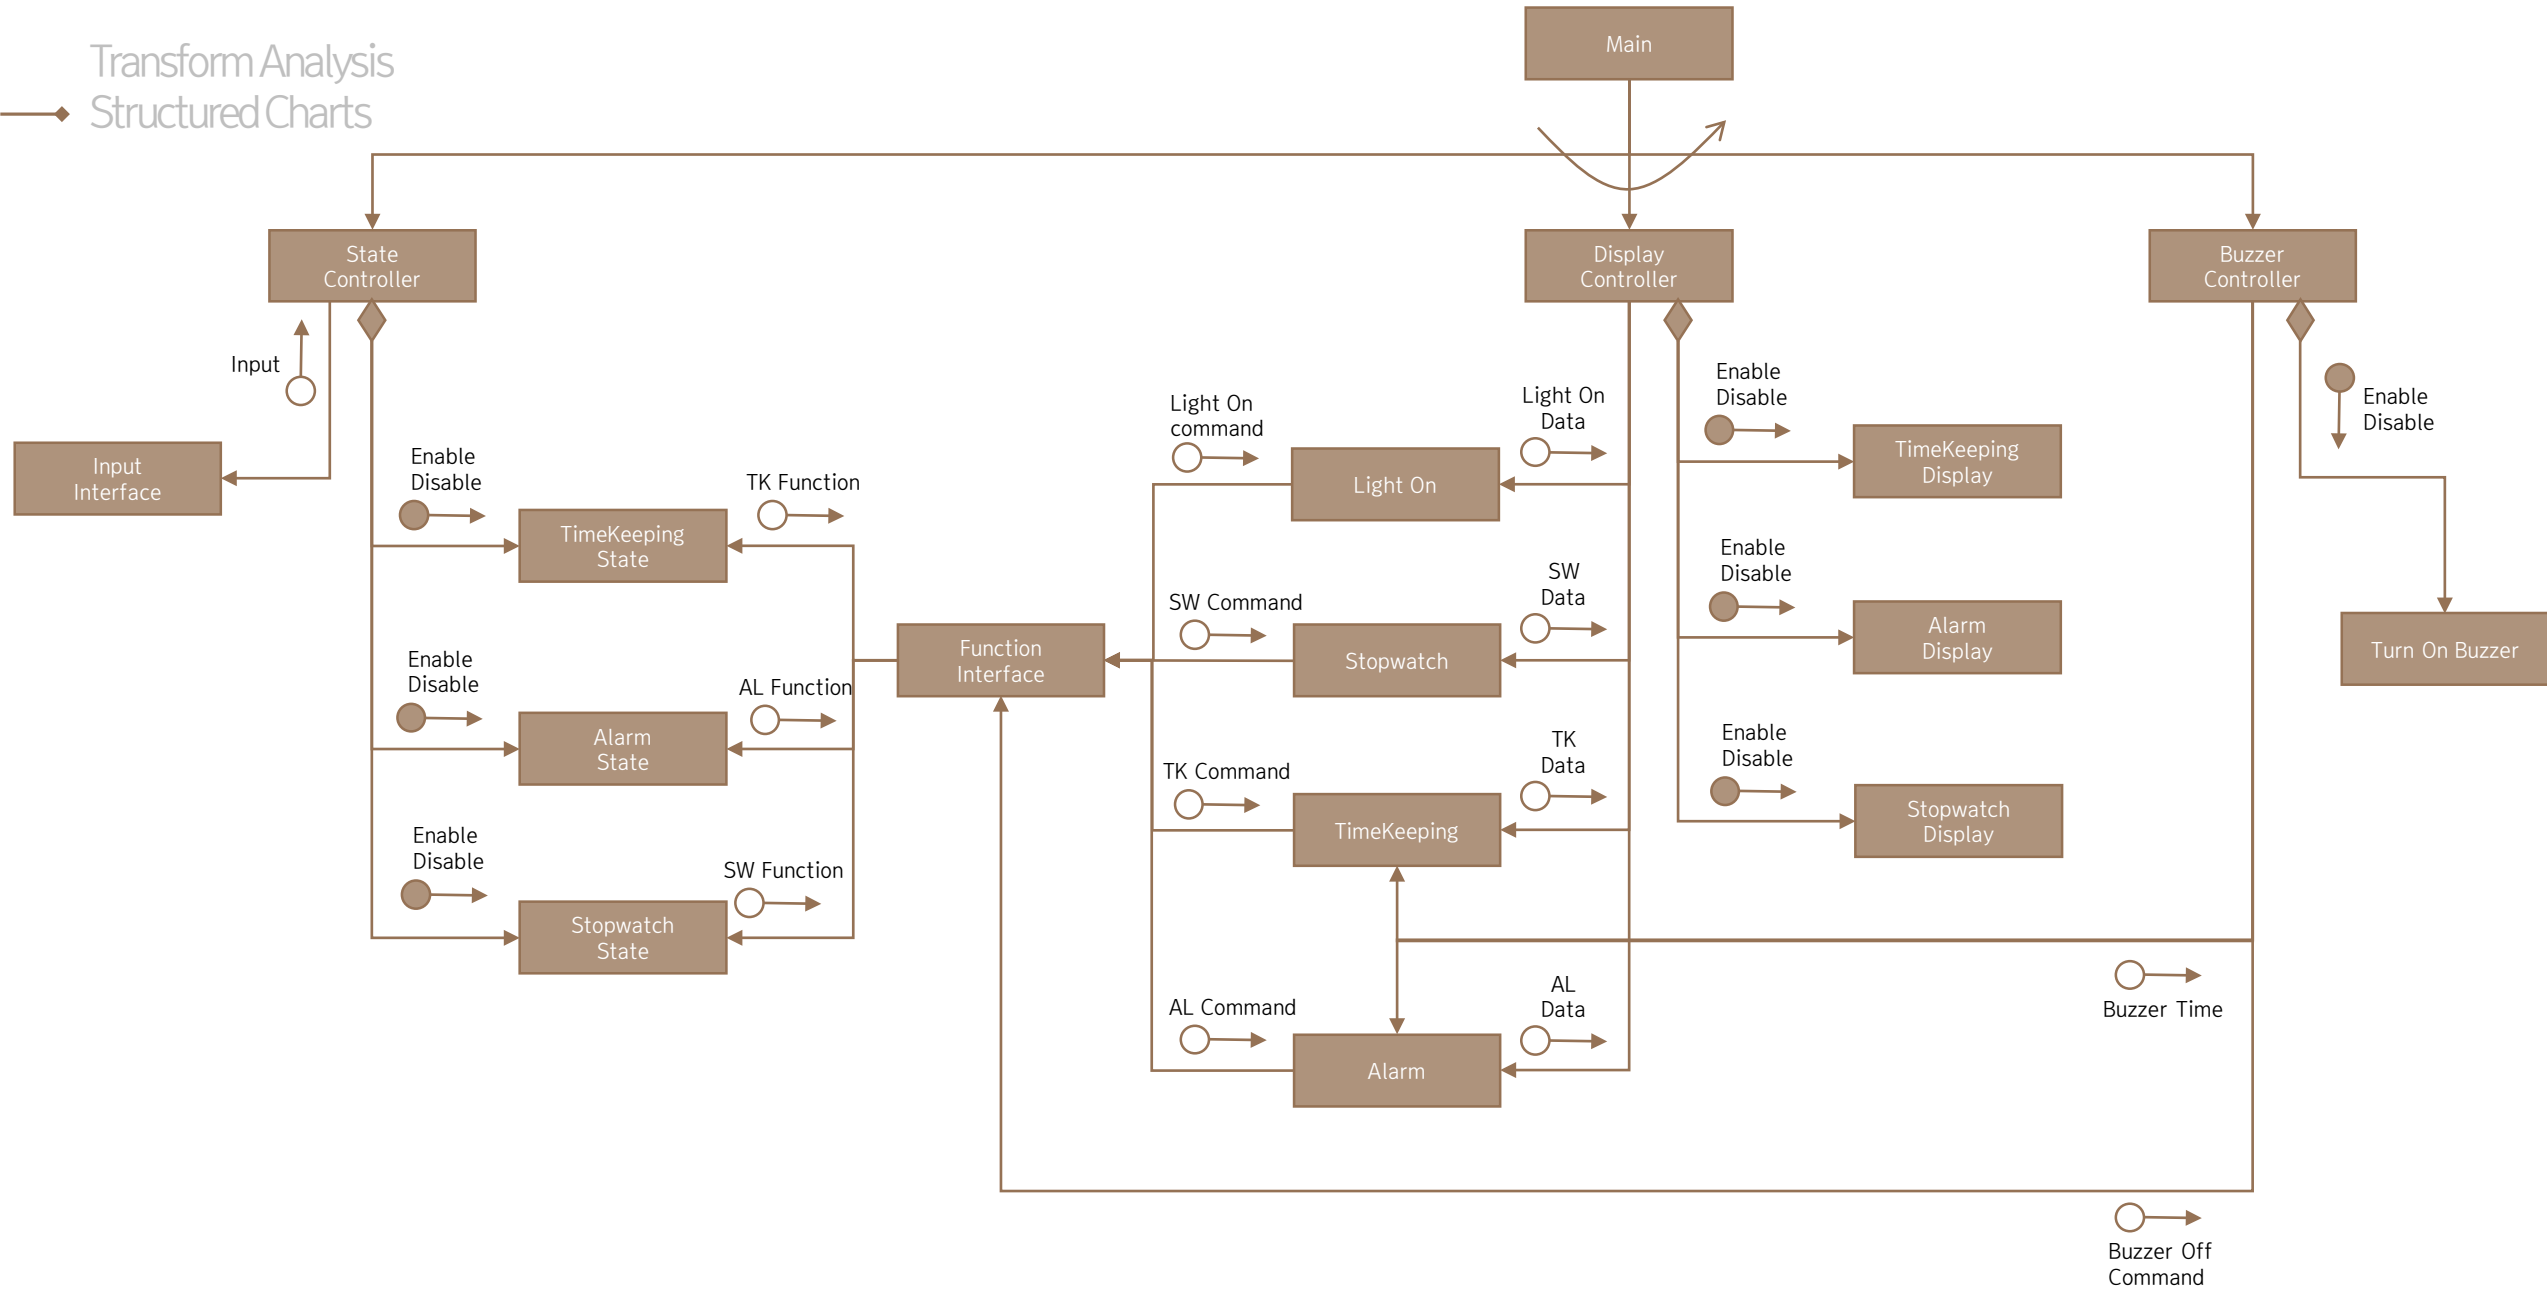 Transform Analysis
Structured Charts
Main
State
Controller
Display
Controller
Buzzer
Controller
Input
Input
Interface
Enable
Disable
TK Function
TimeKeeping
State
Enable
Disable
AL Function
Alarm
State
Enable
Disable
SW Function
Stopwatch
State
Function
Interface
Light On
command
Light On
Data
Light On
SW Command
SW
Data
Stopwatch
TK Command
TK
Data
TimeKeeping
AL Command
AL
Data
Alarm
Enable
Disable
TimeKeeping
Display
Enable
Disable
Alarm
Display
Enable
Disable
Stopwatch
Display
Enable
Disable
Turn On Buzzer
Buzzer Time
Buzzer Off
Command